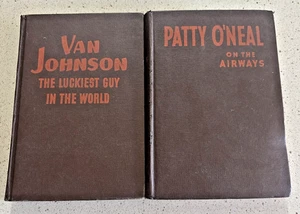 VAN
JOHNSON
THE LUCKIEST GUY
IN THE WORLD
PATTY O'NEAL
ON THE
AIRWAYS